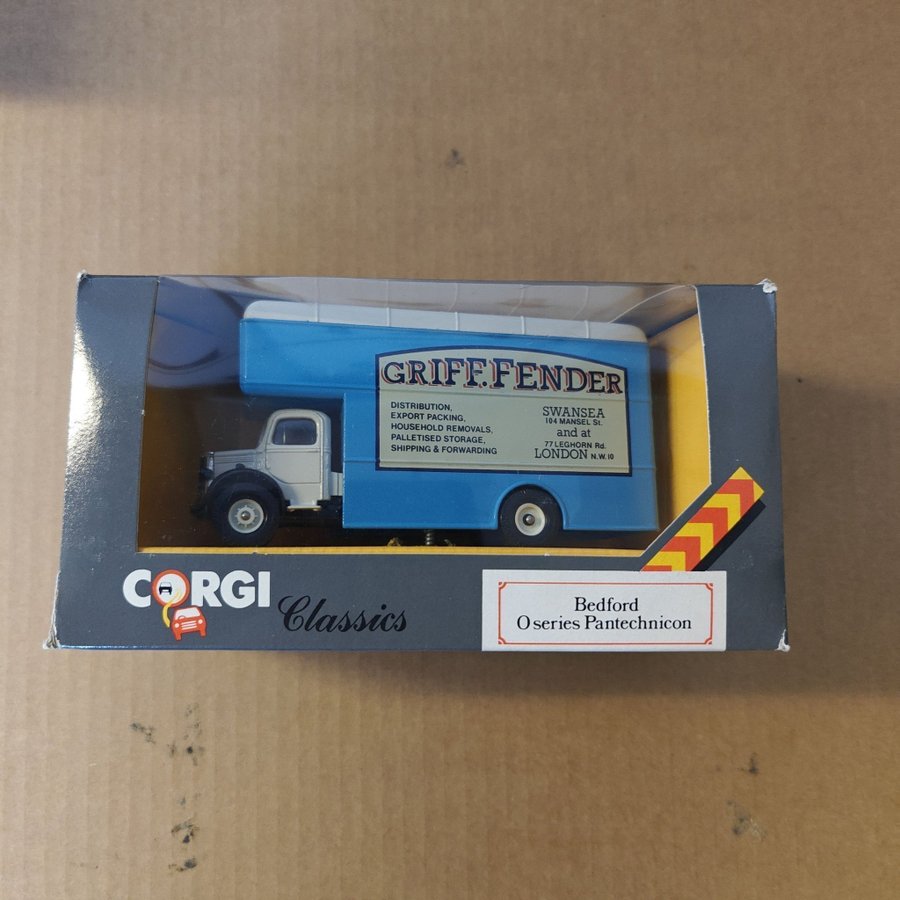 GRIFF.FENDER
DISTRIBUTION,
EXPORT PACKING,
HOUSEHOLD REMOVALS,
PALLETISED STORAGE,
SHIPPING & FORWARDING
SWANSEA
104 MANSEL St.
and at
77 LEGHORN Rd.
LONDON N.W.10
CORGI Classics
Bedford
O series Pantechnicon